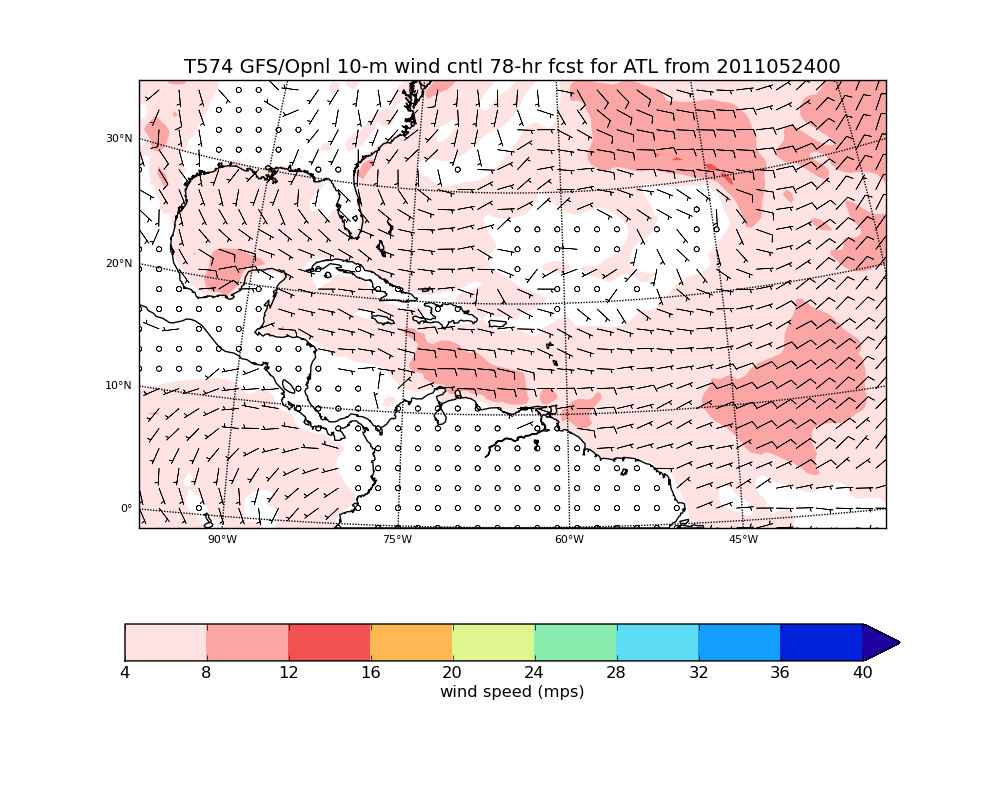 T574 GFS/Opnl 10-m wind cntl 78-hr fcst for ATL from 2011052400
30°N
20°N
10°N
0°
90°W 75°W 60°W 45°W
4 8 12 16 20 24 28 32 36 40
wind speed (mps)